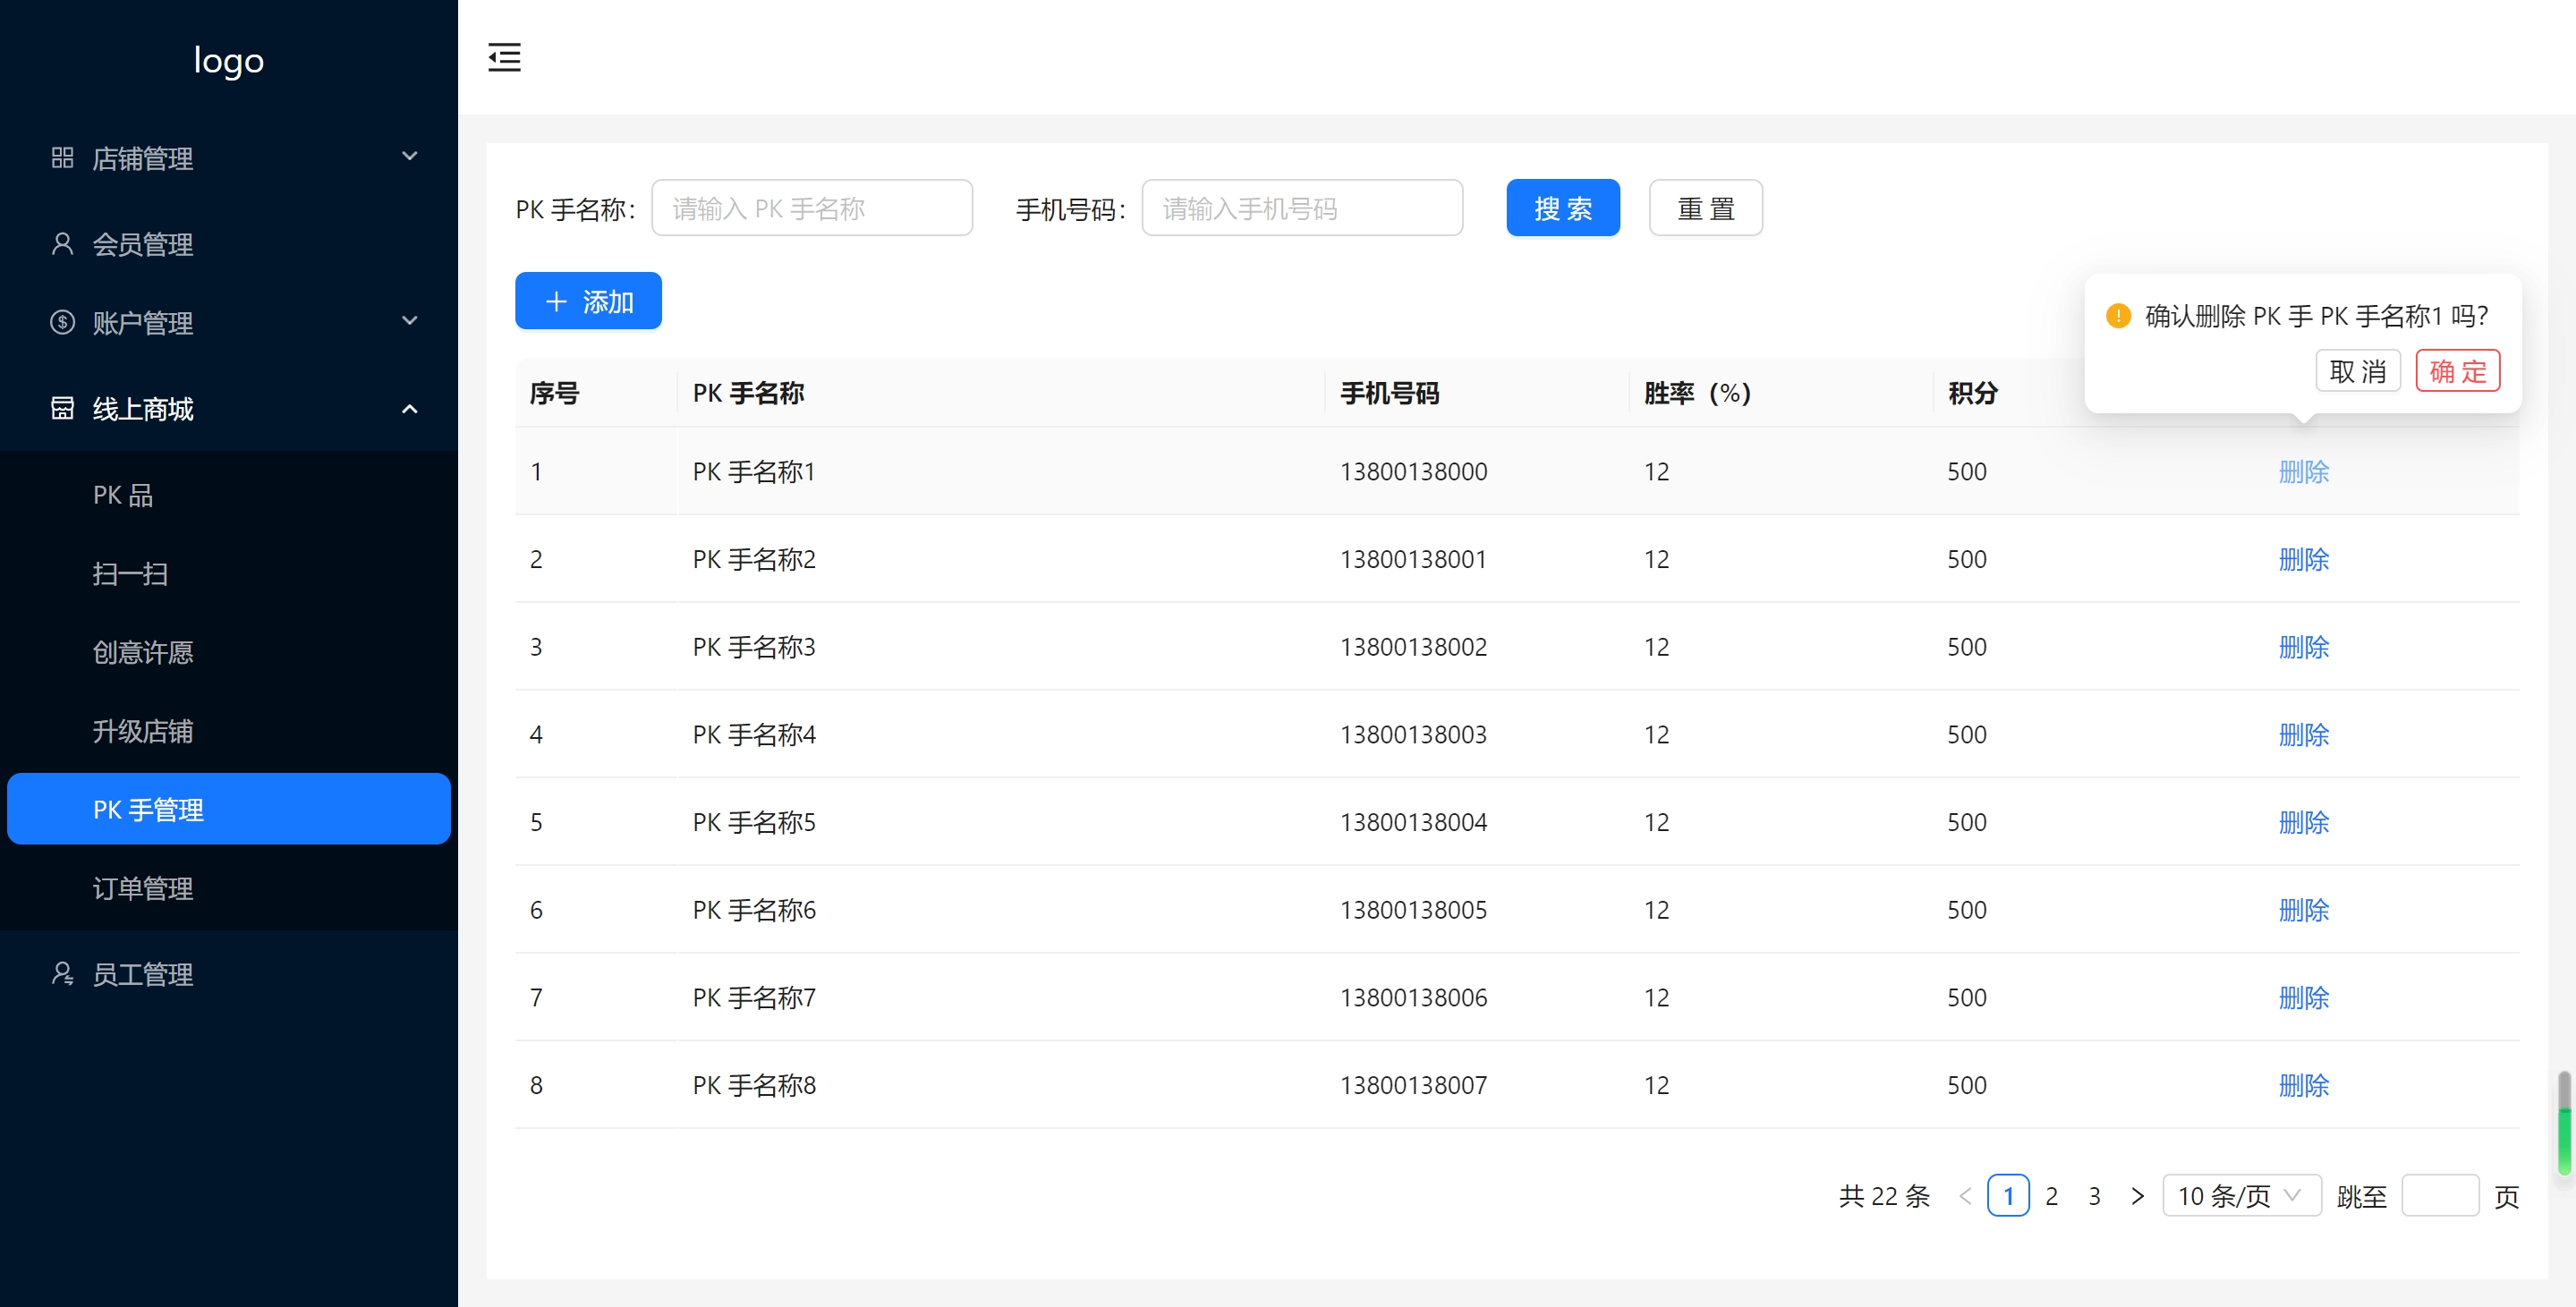 logo
店铺管理
会员管理
账户管理
线上商城
PK 品
扫一扫
创意许愿
升级店铺
PK 手管理
订单管理
员工管理
PK 手名称: 请输入 PK 手名称 手机号码: 请输入手机号码 搜 索 重 置
添加
确认删除 PK 手 PK 手名称1 吗?
取 消 确 定
序号 PK 手名称 手机号码 胜率（%） 积分
1 PK 手名称1 13800138000 12 500 删除
2 PK 手名称2 13800138001 12 500 删除
3 PK 手名称3 13800138002 12 500 删除
4 PK 手名称4 13800138003 12 500 删除
5 PK 手名称5 13800138004 12 500 删除
6 PK 手名称6 13800138005 12 500 删除
7 PK 手名称7 13800138006 12 500 删除
8 PK 手名称8 13800138007 12 500 删除
共 22 条 < 1 2 3 > 10 条/页 跳至 页